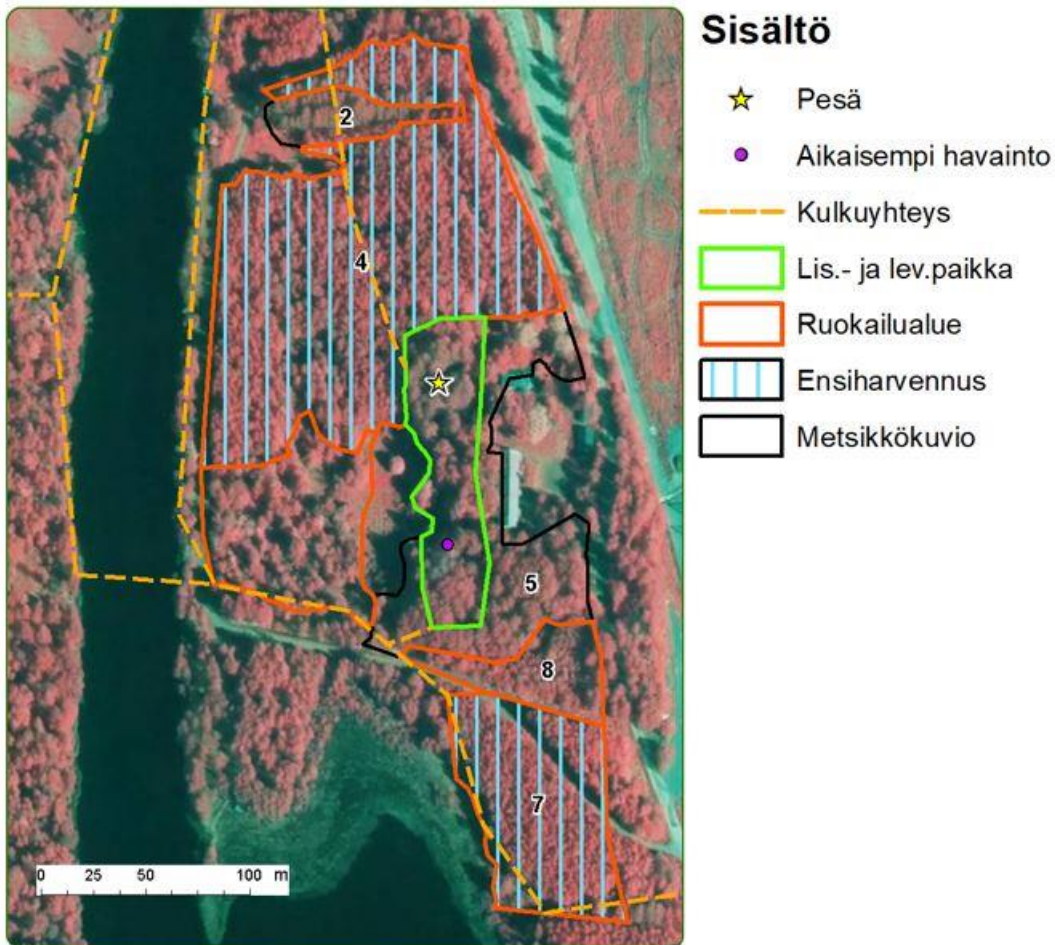 Sisältö
Pesä
Aikaisempi havainto
Kulkuyhteys
Lis.- ja lev.paikka
Ruokailualue
Ensiharvennus
Metsikkökuvio
2
4
5
8
7
0 25 50 100 m